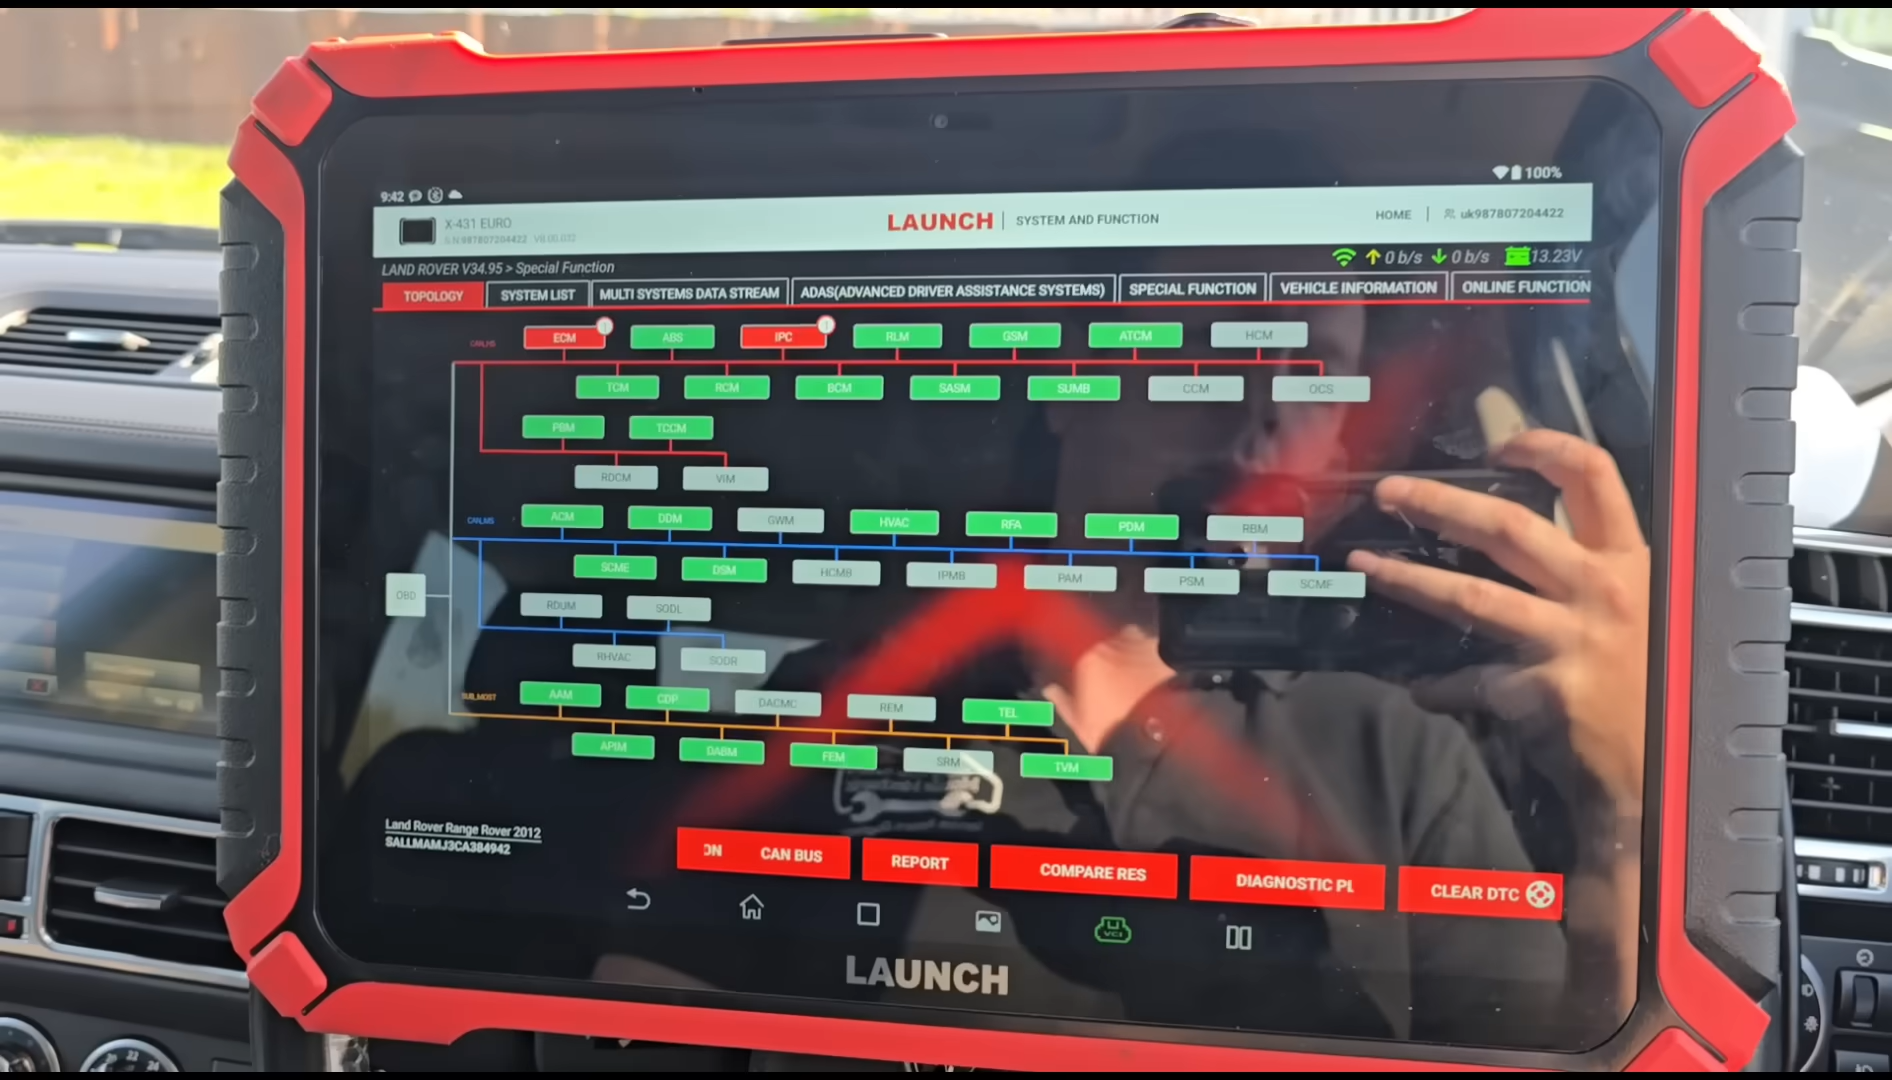 9:42
100%
X-431 EURO
S/N:987807204422 V8.00.032
LAUNCH
SYSTEM AND FUNCTION
HOME
uk987807204422
LAND ROVER V34.95 > Special Function
0 b/s
0 b/s
13.23V
TOPOLOGY
SYSTEM LIST
MULTI SYSTEMS DATA STREAM
ADAS(ADVANCED DRIVER ASSISTANCE SYSTEMS)
SPECIAL FUNCTION
VEHICLE INFORMATION
ONLINE FUNCTION
CAN,HS
ECM
ABS
IPC
RLM
GSM
ATCM
HCM
TCM
RCM
BCM
SASM
SUMB
CCM
OCS
PBM
TCCM
RDCM
VIM
CAN,MS
ACM
DDM
GWM
HVAC
RFA
PDM
RBM
SCME
DSM
HCMB
IPMB
PAM
PSM
SCMF
OBD
RDUM
SODL
RHVAC
SODR
AAM
CDP
DACMC
REM
TEL
APIM
DABM
FEM
SRM
TVM
Land Rover Range Rover 2012
SALLMAMJ3CA384942
ON
CAN BUS
REPORT
COMPARE RES
DIAGNOSTIC PL
CLEAR DTC
VCI
LAUNCH